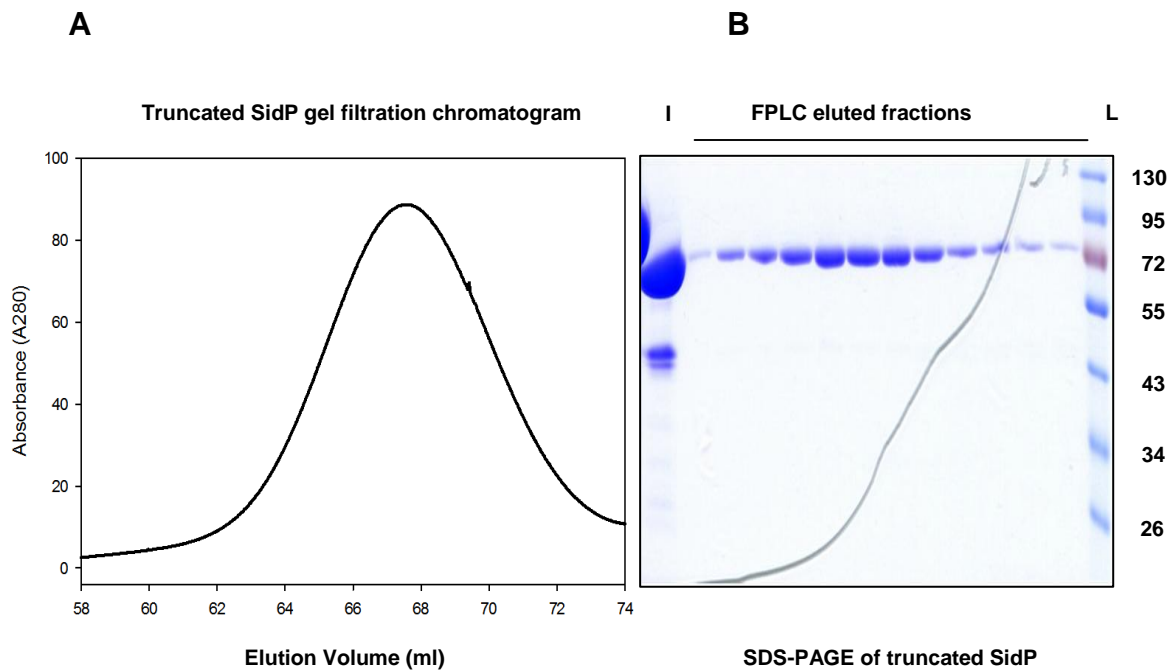 A
B
Truncated SidP gel filtration chromatogram
I
FPLC eluted fractions
L
100
80
60
40
20
0
Absorbance (A280)
58 60 62 64 66 68 70 72 74
Elution Volume (ml)
130
95
72
55
43
34
26
SDS-PAGE of truncated SidP